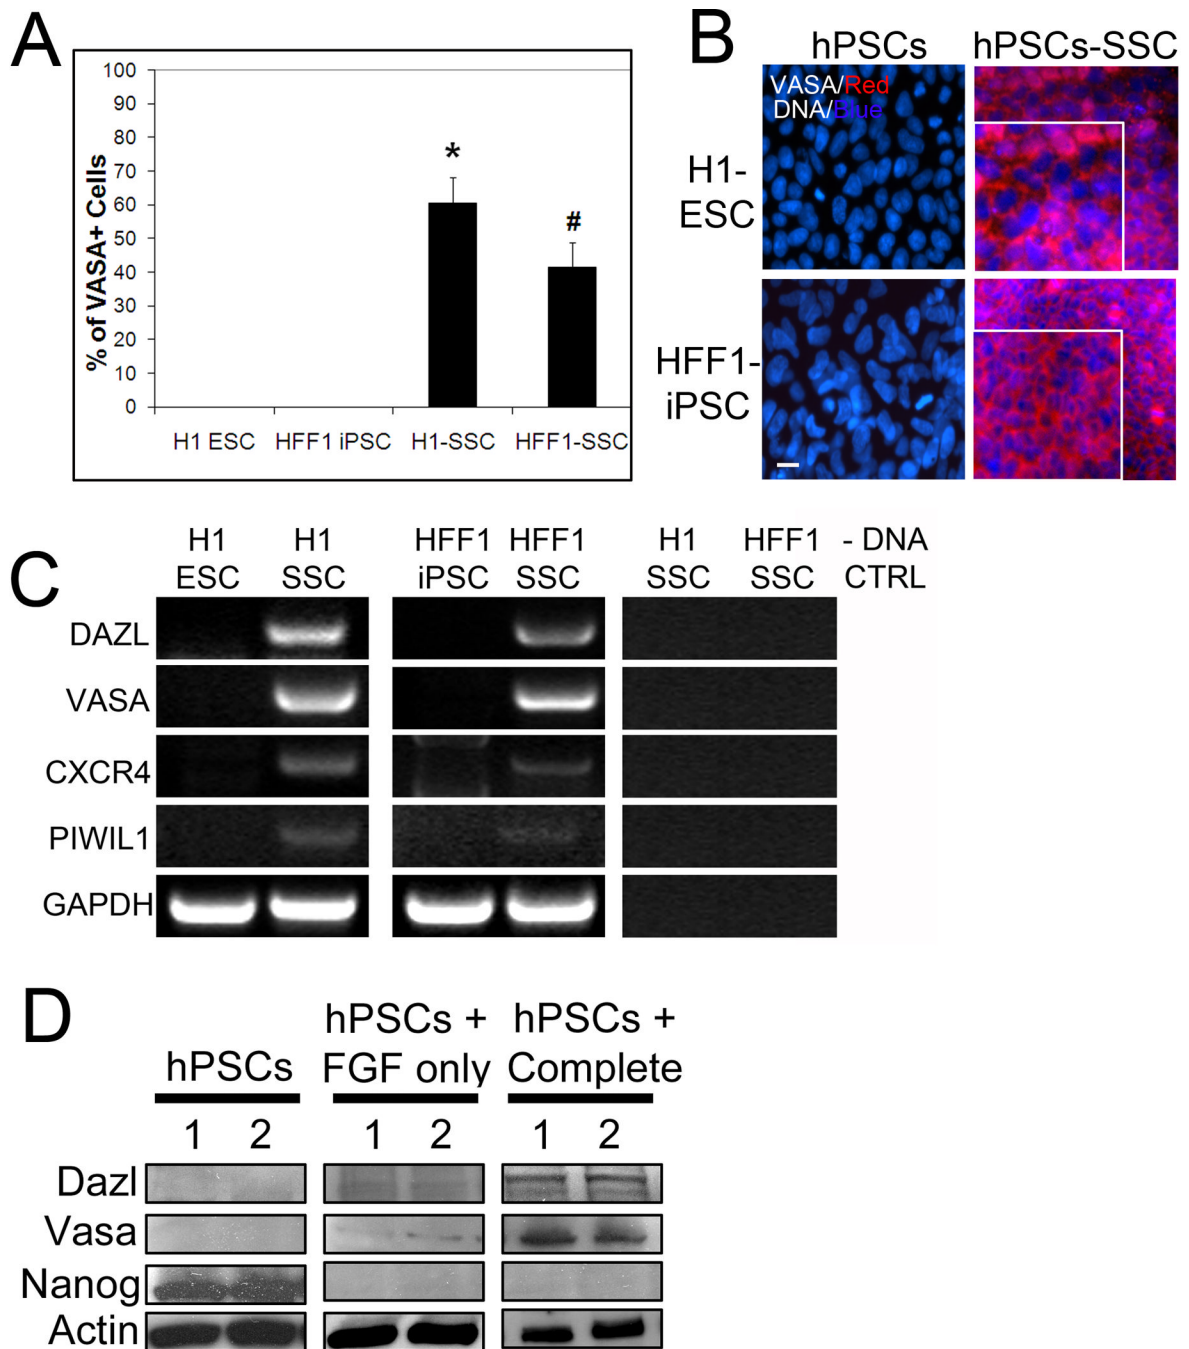 A
100
90
80
70
60
50
40
30
20
10
0
% of VASA+ Cells
*
#
H1 ESC HFF1 iPSC H1-SSC HFF1-SSC
B
hPSCs hPSCs-SSC
VASA/Red
DNA/Blue
H1-
ESC
HFF1-
iPSC
C
H1 H1 HFF1 HFF1 H1 HFF1 - DNA
ESC SSC iPSC SSC SSC SSC CTRL
DAZL
VASA
CXCR4
PIWIL1
GAPDH
D
hPSCs + hPSCs +
hPSCs FGF only Complete
1 2 1 2 1 2
Dazl
Vasa
Nanog
Actin